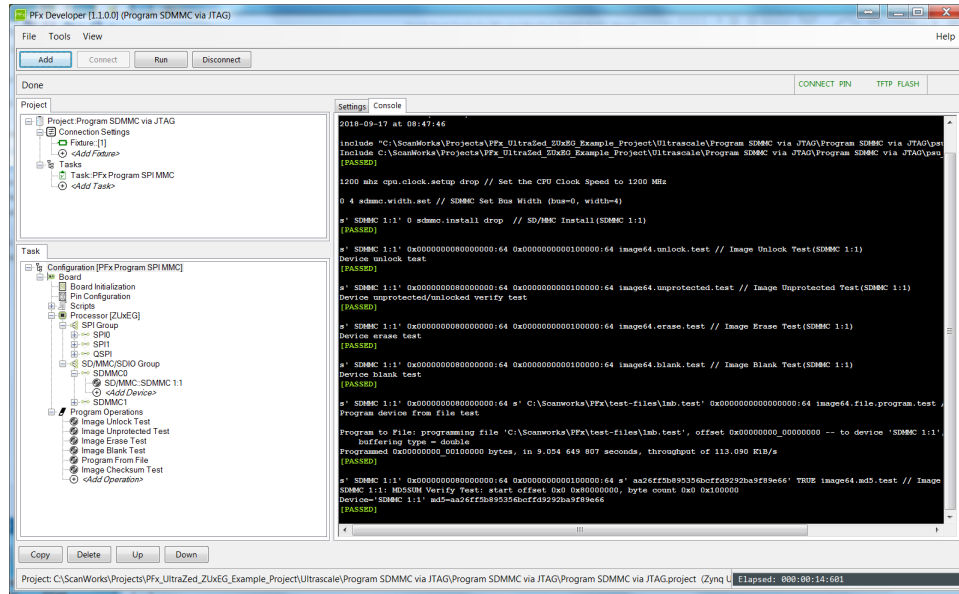 PFx Developer [1.1.0.0] (Program SDMMC via JTAG)
File Tools View Help
Add Connect Run Disconnect
Done CONNECT PIN TFTP FLASH
Project
Project::Program SDMMC via JTAG
Connection Settings
Fixture::[1]
<Add Fixture>
Tasks
Task::PFx Program SPI MMC
<Add Task>
Task
Configuration [PFx Program SPI MMC]
Board
Board Initialization
Pin Configuration
Scripts
Processor [ZUxEG]
SPI Group
SPI0
SPI1
QSPI
SD/MMC/SDIO Group
SDMMC0
SD/MMC::SDMMC 1:1
<Add Device>
SDMMC1
Program Operations
Image Unlock Test
Image Unprotected Test
Image Erase Test
Image Blank Test
Program From File
Image Checksum Test
<Add Operation>
Settings Console
2018-09-17 at 08:47:46
include "C:\ScanWorks\Projects\PFx_UltraZed_ZUxEG_Example_Project\Ultrascale\Program SDMMC via JTAG\Program SDMMC via JTAG\psu
Include C:\ScanWorks\Projects\PFx_UltraZed_ZUxEG_Example_Project\Ultrascale\Program SDMMC via JTAG\Program SDMMC via JTAG\psu_
[PASSED]
1200 mhz cpu.clock.setup drop // Set the CPU Clock Speed to 1200 MHz
0 4 sdmmc.width.set // SDMMC Set Bus Width (bus=0, width=4)
s' SDMMC 1:1' 0 sdmmc.install drop // SD/MMC Install(SDMMC 1:1)
[PASSED]
s' SDMMC 1:1' 0x0000000080000000:64 0x0000000000100000:64 image64.unlock.test // Image Unlock Test(SDMMC 1:1)
Device unlock test
[PASSED]
s' SDMMC 1:1' 0x0000000080000000:64 0x0000000000100000:64 image64.unprotected.test // Image Unprotected Test(SDMMC 1:1)
Device unprotected/unlocked verify test
[PASSED]
s' SDMMC 1:1' 0x0000000080000000:64 0x0000000000100000:64 image64.erase.test // Image Erase Test(SDMMC 1:1)
Device erase test
[PASSED]
s' SDMMC 1:1' 0x0000000080000000:64 0x0000000000100000:64 image64.blank.test // Image Blank Test(SDMMC 1:1)
Device blank test
[PASSED]
s' SDMMC 1:1' 0x0000000080000000:64 s' C:\Scanworks\PFx\test-files\1mb.test' 0x0000000000000000:64 image64.file.program.test /
Program device from file test
Program to File: programming file 'C:\Scanworks\PFx\test-files\1mb.test', offset 0x00000000_00000000 -- to device 'SDMMC 1:1',
buffering type = double
Programmed 0x00000000_00100000 bytes, in 9.054 649 807 seconds, throughput of 113.090 KiB/s
[PASSED]
s' SDMMC 1:1' 0x0000000080000000:64 0x0000000000100000:64 s' aa26ff5b895356bcffd9292ba9f89e66' TRUE image64.md5.test // Image
SDMMC 1:1: MD5SUM Verify Test: start offset 0x0 0x80000000, byte count 0x0 0x100000
Device='SDMMC 1:1' md5=aa26ff5b895356bcffd9292ba9f89e66
[PASSED]
Copy Delete Up Down
Project: C:\ScanWorks\Projects\PFx_UltraZed_ZUxEG_Example_Project\Ultrascale\Program SDMMC via JTAG\Program SDMMC via JTAG\Program SDMMC via JTAG.project (Zynq U Elapsed: 000:00:14:601